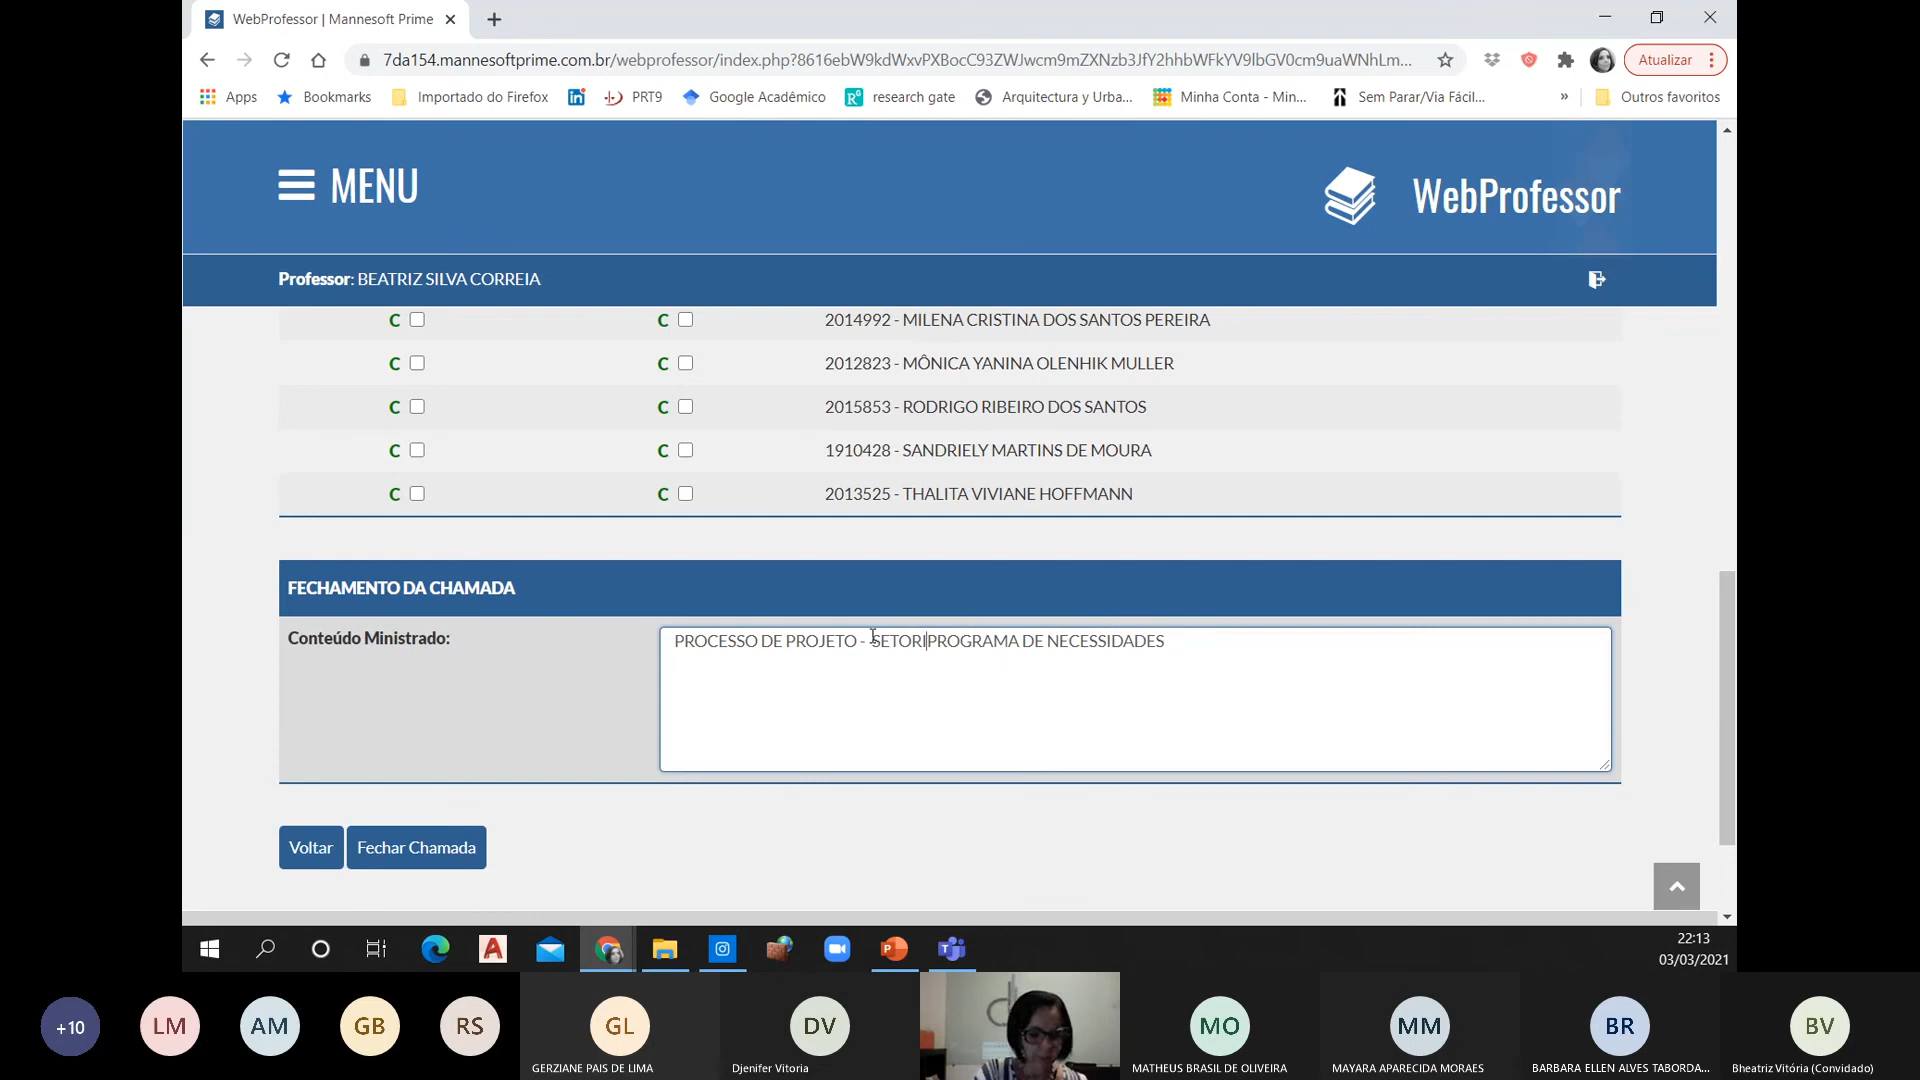 WebProfessor | Mannesoft Prime
7da154.mannesoftprime.com.br/webprofessor/index.php?8616ebW9kdWxvPXBocC93ZWJwcm9mZXNzb3JfY2hhbWFkYV9lbGV0cm9uaWNhLm...
Atualizar
Apps
Bookmarks
Importado do Firefox
PRT9
Google Acadêmico
research gate
Arquitectura y Urba...
Minha Conta - Min...
Sem Parar/Via Fácil...
»
Outros favoritos
MENU
WebProfessor
Professor: BEATRIZ SILVA CORREIA
C C 2014992 - MILENA CRISTINA DOS SANTOS PEREIRA
C C 2012823 - MÔNICA YANINA OLENHIK MULLER
C C 2015853 - RODRIGO RIBEIRO DOS SANTOS
C C 1910428 - SANDRIELY MARTINS DE MOURA
C C 2013525 - THALITA VIVIANE HOFFMANN
FECHAMENTO DA CHAMADA
Conteúdo Ministrado:
PROCESSO DE PROJETO - SETORIPROGRAMA DE NECESSIDADES
Voltar
Fechar Chamada
22:13
03/03/2021
+10
LM
AM
GB
RS
GL
GERZIANE PAIS DE LIMA
DV
Djenifer Vitoria
MO
MATHEUS BRASIL DE OLIVEIRA
MM
MAYARA APARECIDA MORAES
BR
BARBARA ELLEN ALVES TABORDA...
BV
Bheatriz Vitória (Convidado)